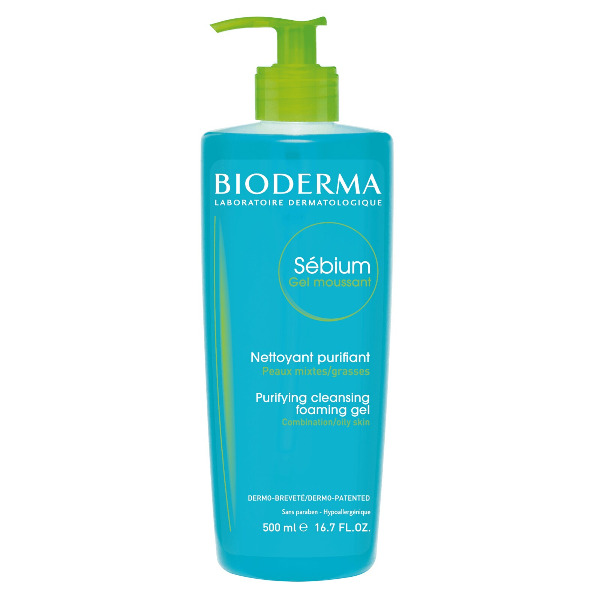 BIODERMA
LABORATOIRE DERMATOLOGIQUE
Sébium
Gel moussant
Nettoyant purifiant
Peaux mixtes/grasses
Purifying cleansing
foaming gel
Combination/oily skin
DERMO-BREVETÉ/DERMO-PATENTED
Sans paraben - Hypoallergénique
500 ml ℮ 16.7 FL.OZ.